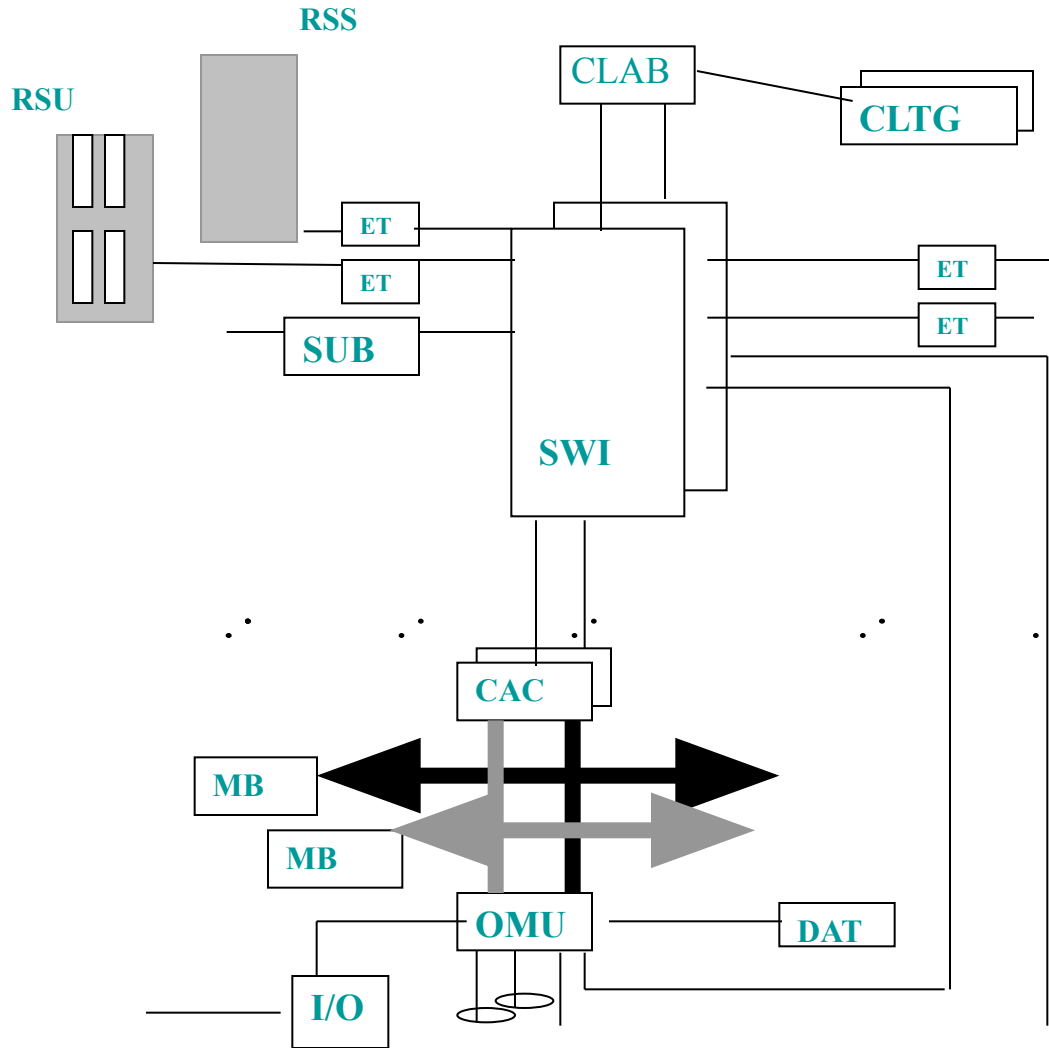 RSS
CLAB
RSU
CLTG
ET
ET
ET
ET
SUB
SWI
CAC
MB
MB
OMU
DAT
I/O